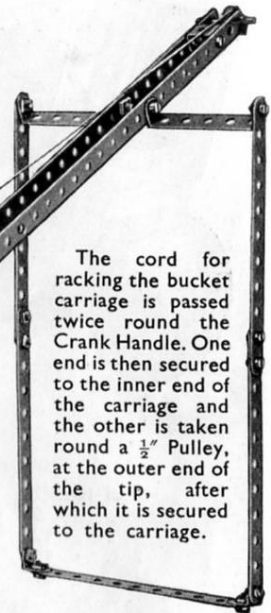 The cord for
racking the bucket
carriage is passed
twice round the
Crank Handle. One
end is then secured
to the inner end of
the carriage and
the other is taken
round a ½″ Pulley,
at the outer end of
the tip, after
which it is secured
to the carriage.